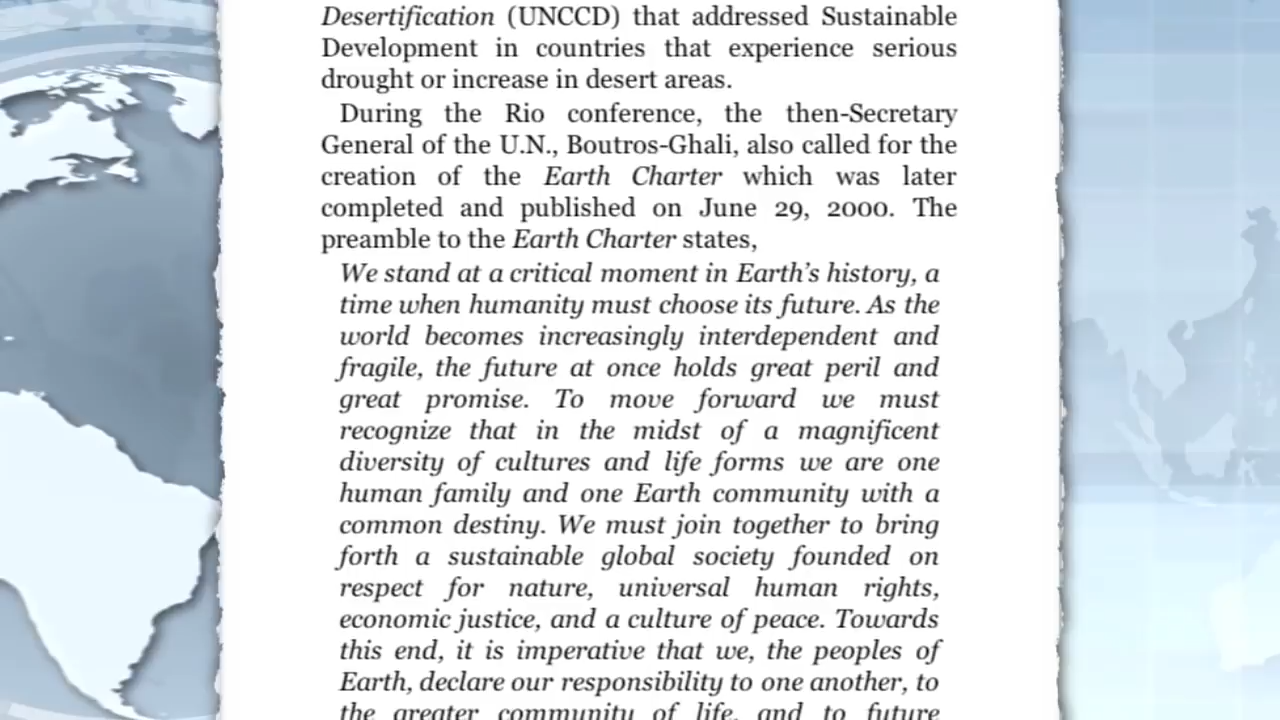 Desertification (UNCCD) that addressed Sustainable
Development in countries that experience serious
drought or increase in desert areas.
During the Rio conference, the then-Secretary
General of the U.N., Boutros-Ghali, also called for the
creation of the Earth Charter which was later
completed and published on June 29, 2000. The
preamble to the Earth Charter states,
We stand at a critical moment in Earth's history, a
time when humanity must choose its future. As the
world becomes increasingly interdependent and
fragile, the future at once holds great peril and
great promise. To move forward we must
recognize that in the midst of a magnificent
diversity of cultures and life forms we are one
human family and one Earth community with a
common destiny. We must join together to bring
forth a sustainable global society founded on
respect for nature, universal human rights,
economic justice, and a culture of peace. Towards
this end, it is imperative that we, the peoples of
Earth, declare our responsibility to one another, to
the greater community of life, and to future